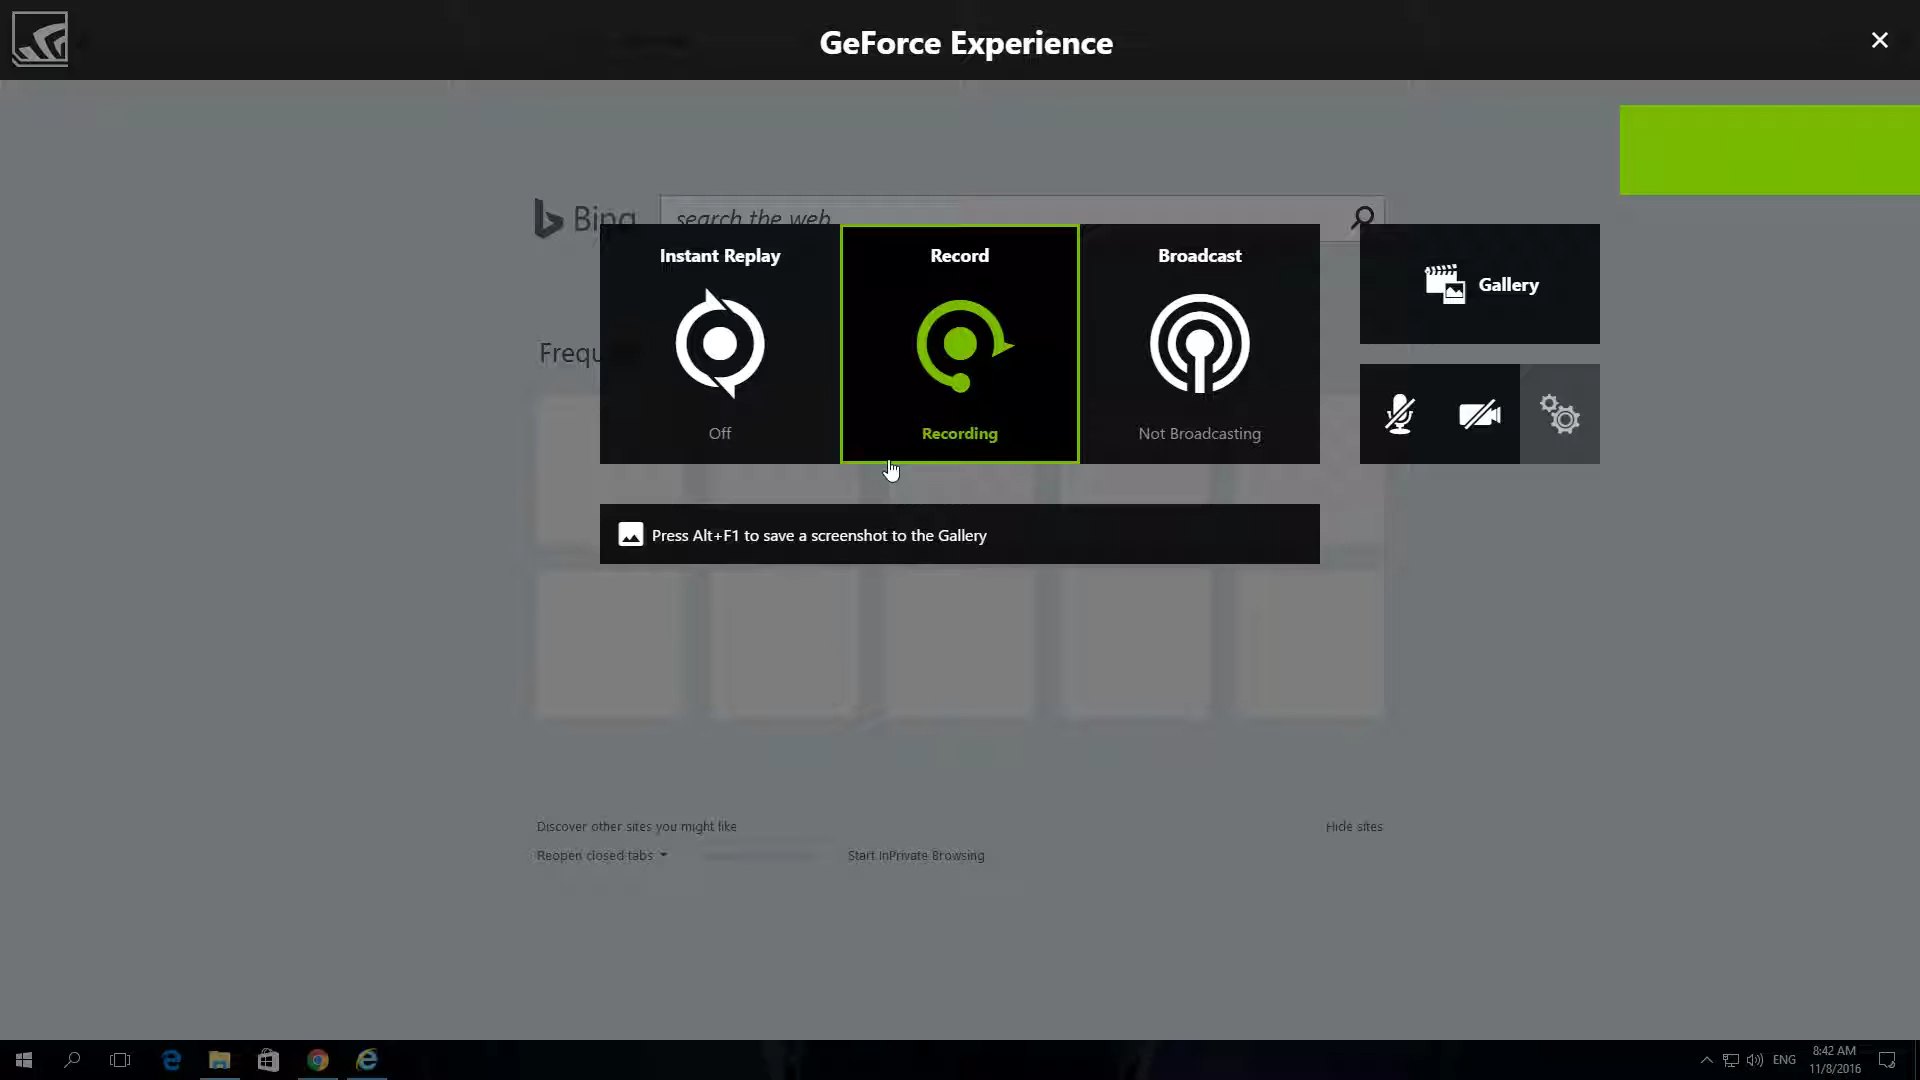 GeForce Experience
Bing
search the web
Instant Replay
Record
Broadcast
Gallery
Off
Recording
Not Broadcasting
Press Alt+F1 to save a screenshot to the Gallery
Discover other sites you might like
Hide sites
Reopen closed tabs
Start InPrivate Browsing
ENG
8:42 AM
11/8/2016